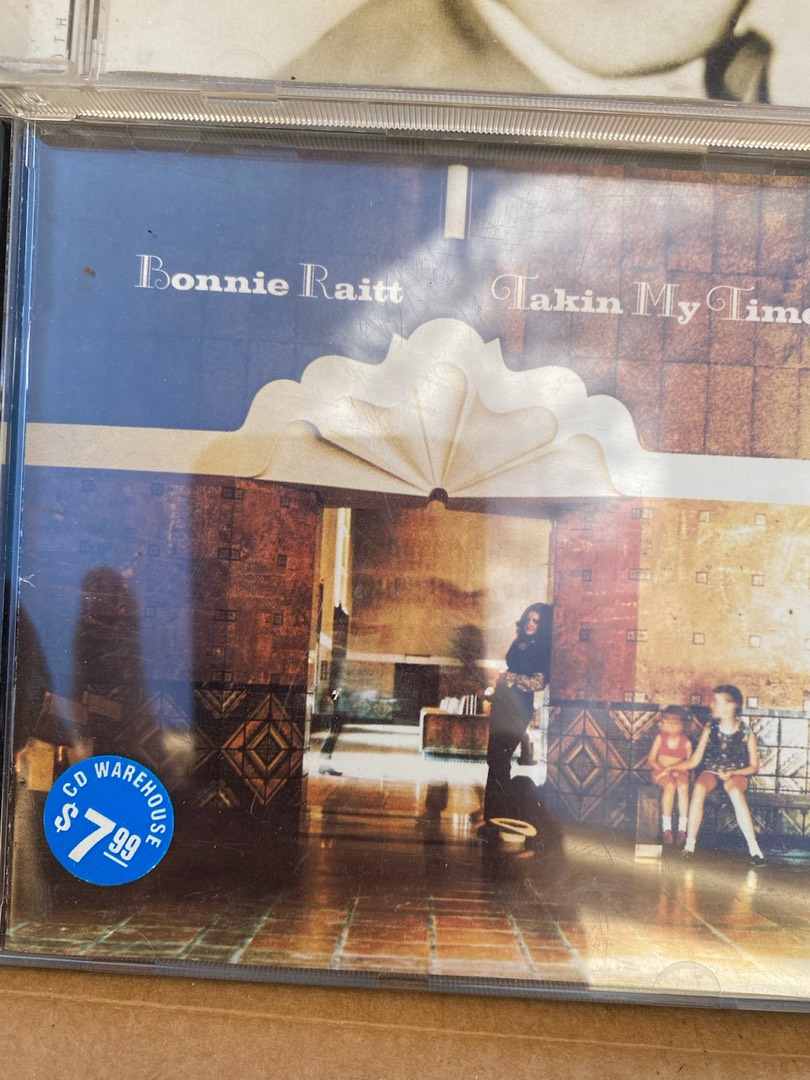 Bonnie Raitt
Takin My Time
CD WAREHOUSE
$7.99